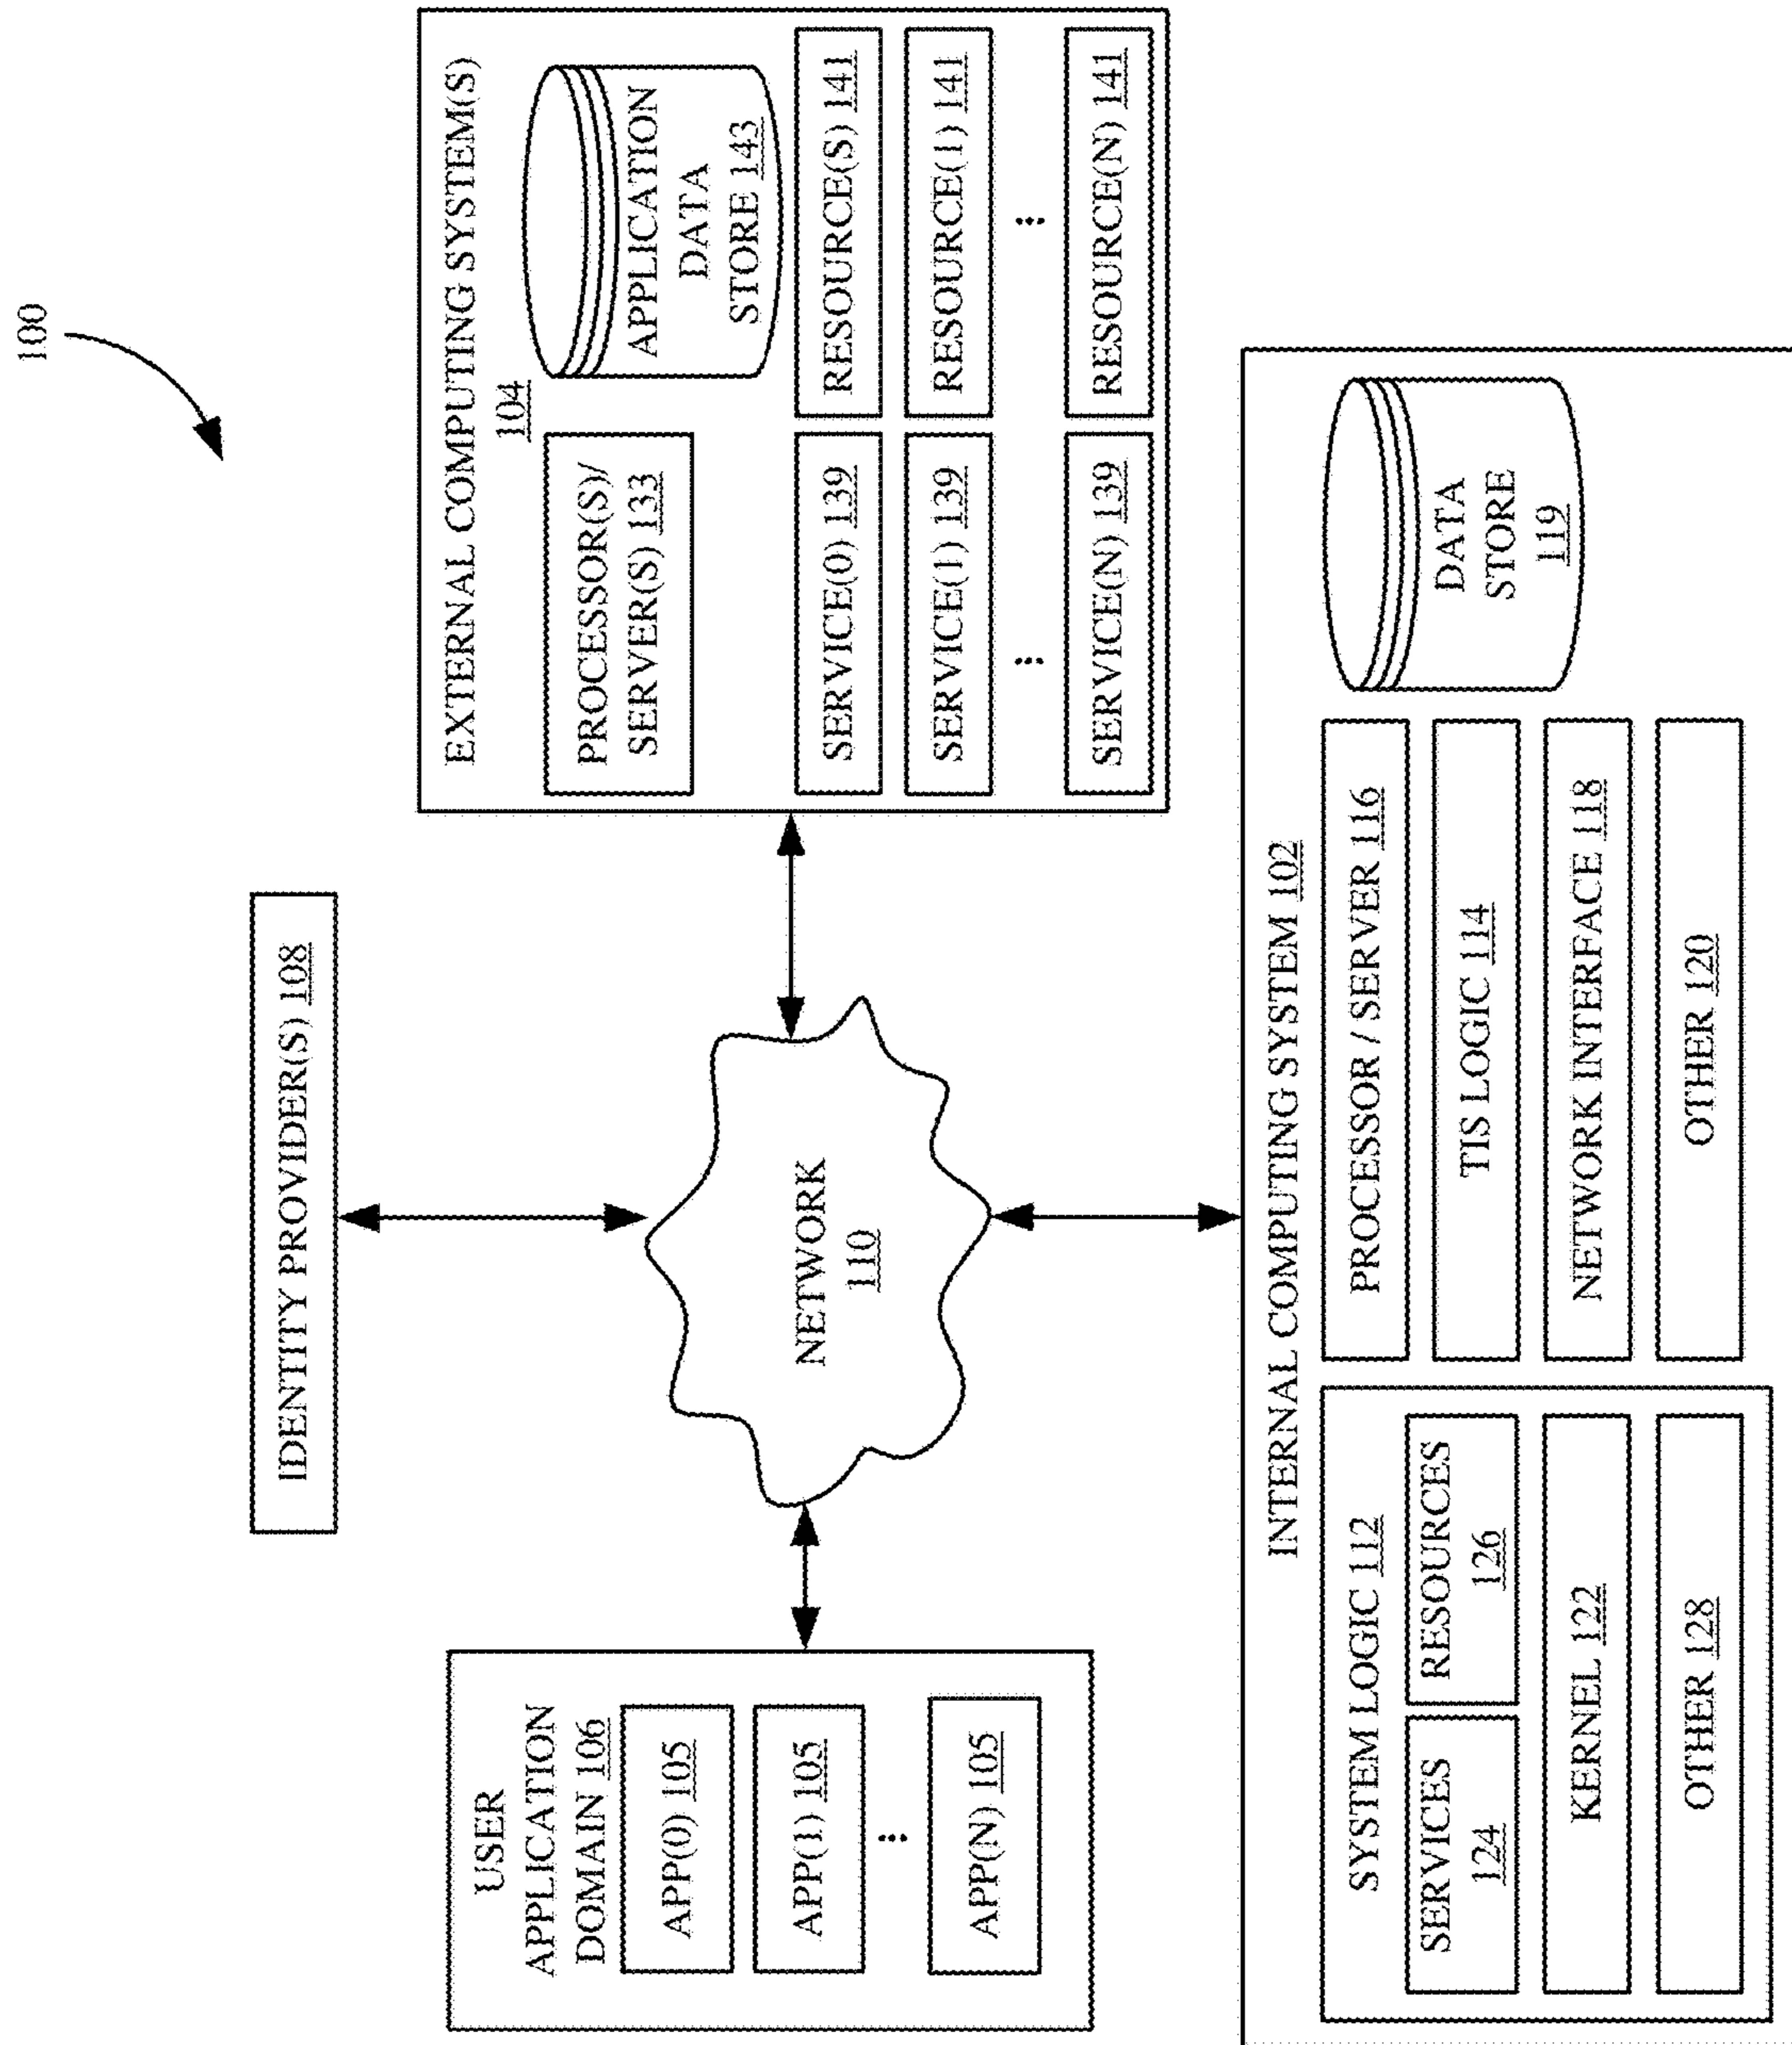 100
IDENTITY PROVIDER(S) 108
USER
APPLICATION
DOMAIN 106
APP(0) 105
APP(1) 105
...
APP(N) 105
NETWORK
110
EXTERNAL COMPUTING SYSTEM(S)
104
PROCESSOR(S)/
SERVER(S) 133
APPLICATION
DATA
STORE 143
SERVICE(0) 139
RESOURCE(S) 141
SERVICE(1) 139
RESOURCE(1) 141
...
...
SERVICE(N) 139
RESOURCE(N) 141
INTERNAL COMPUTING SYSTEM 102
SYSTEM LOGIC 112
SERVICES
124
RESOURCES
126
KERNEL 122
OTHER 128
PROCESSOR / SERVER 116
TIS LOGIC 114
NETWORK INTERFACE 118
OTHER 120
DATA
STORE
119